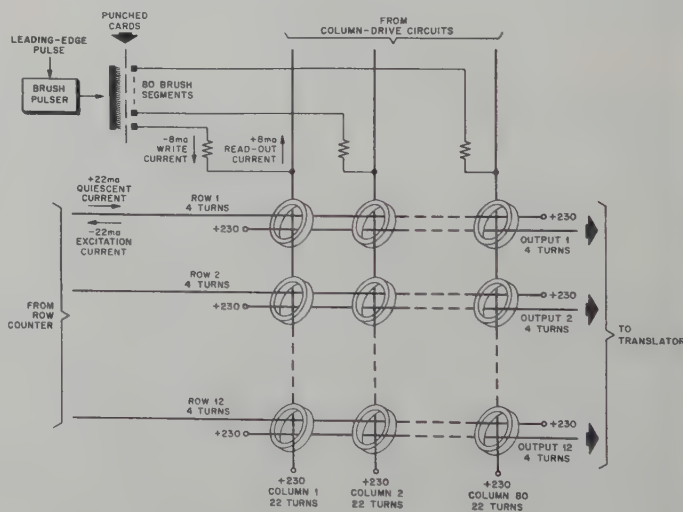 PUNCHED
CARDS
FROM
COLUMN-DRIVE CIRCUITS
LEADING-EDGE
PULSE
BRUSH
PULSER
80 BRUSH
SEGMENTS
-8ma
WRITE
CURRENT
+8ma
READ-OUT
CURRENT
+22ma
QUIESCENT
CURRENT
-22ma
EXCITATION
CURRENT
ROW 1
4 TURNS
+230
+230
OUTPUT 1
4 TURNS
ROW 2
4 TURNS
+230
+230
OUTPUT 2
4 TURNS
FROM
ROW
COUNTER
TO
TRANSLATOR
ROW 12
4 TURNS
+230
+230
OUTPUT 12
4 TURNS
+230
COLUMN 1
22 TURNS
+230
COLUMN 2
22 TURNS
+230
COLUMN 80
22 TURNS